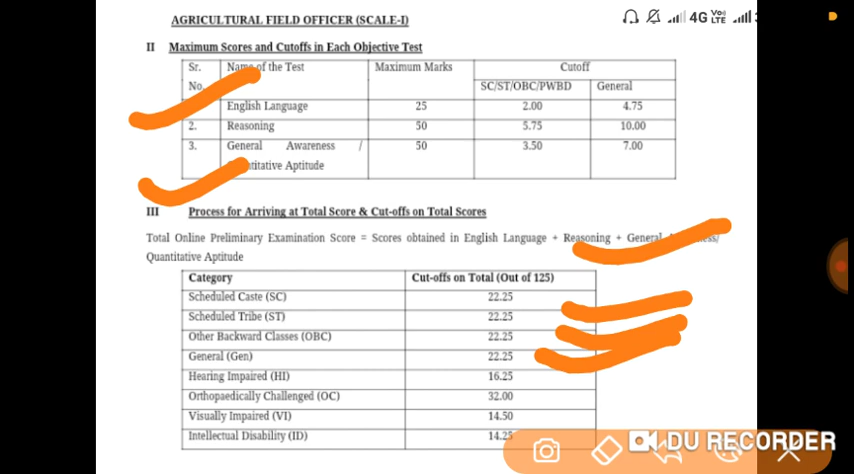 AGRICULTURAL FIELD OFFICER (SCALE-I)
4G VoLTE
II Maximum Scores and Cutoffs in Each Objective Test
Sr. No. Name of the Test Maximum Marks Cutoff
SC/ST/OBC/PWBD General
English Language 25 2.00 4.75
2. Reasoning 50 5.75 10.00
3. General Awareness / 50 3.50 7.00
Aptitude
III Process for Arriving at Total Score & Cut-offs on Total Scores
Total Online Preliminary Examination Score = Scores obtained in English Language + Reasoning + General
Quantitative Aptitude
Category Cut-offs on Total (Out of 125)
Scheduled Caste (SC) 22.25
Scheduled Tribe (ST) 22.25
Other Backward Classes (OBC) 22.25
General (Gen) 22.25
Hearing Impaired (HI) 16.25
Orthopaedically Challenged (OC) 32.00
Visually Impaired (VI) 14.50
Intellectual Disability (ID) 14.25
DU RECORDER